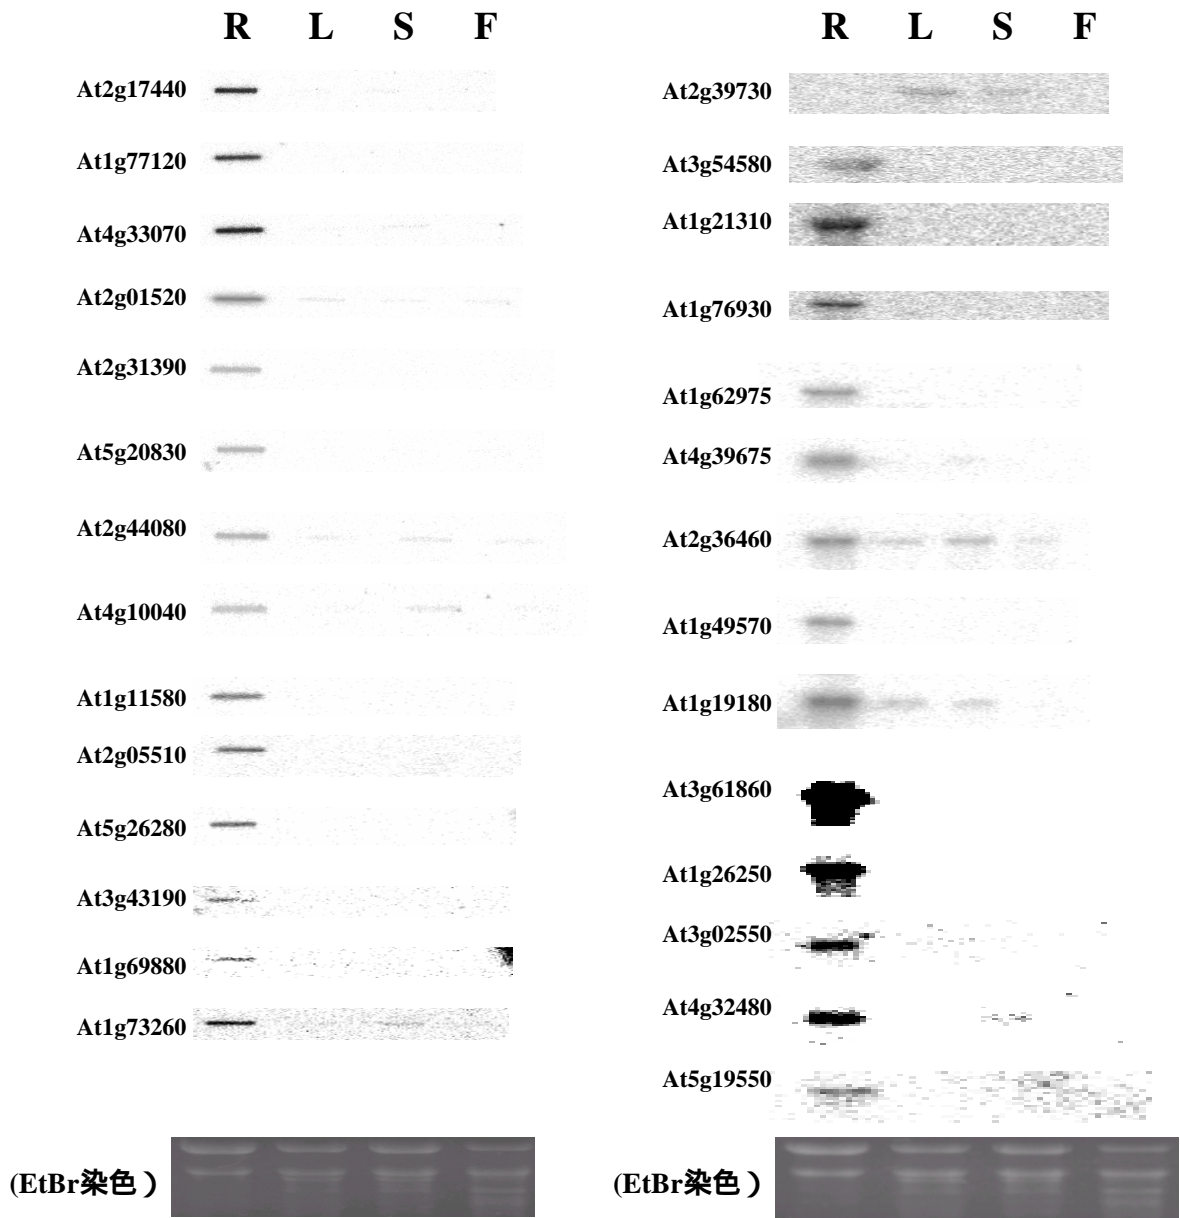 R L S F
At2g17440
At1g77120
At4g33070
At2g01520
At2g31390
At5g20830
At2g44080
At4g10040
At1g11580
At2g05510
At5g26280
At3g43190
At1g69880
At1g73260
(EtBr染色）
R L S F
At2g39730
At3g54580
At1g21310
At1g76930
At1g62975
At4g39675
At2g36460
At1g49570
At1g19180
At3g61860
At1g26250
At3g02550
At4g32480
At5g19550
(EtBr染色）